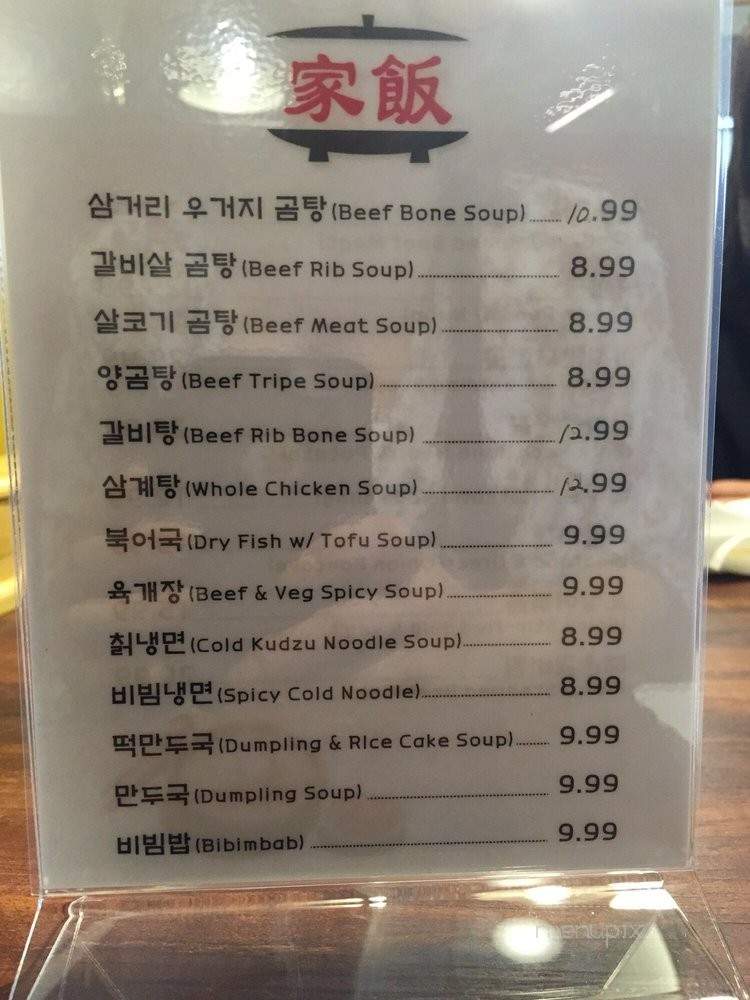 家飯
삼거리 우거지 곰탕(Beef Bone Soup)........10.99
갈비살 곰탕(Beef Rib Soup)........8.99
살코기 곰탕(Beef Meat Soup)........8.99
양곰탕(Beef Tripe Soup)........8.99
갈비탕(Beef Rib Bone Soup)........12.99
삼계탕(Whole Chicken Soup)........12.99
북어국(Dry Fish w/ Tofu Soup)........9.99
육개장(Beef & Veg Spicy Soup)........9.99
칡냉면(Cold Kudzu Noodle Soup)........8.99
비빔냉면(Spicy Cold Noodle)........8.99
떡만두국(Dumpling & RIce Cake Soup)........9.99
만두국(Dumpling Soup)........9.99
비빔밥(Bibimbab)........9.99
menupix